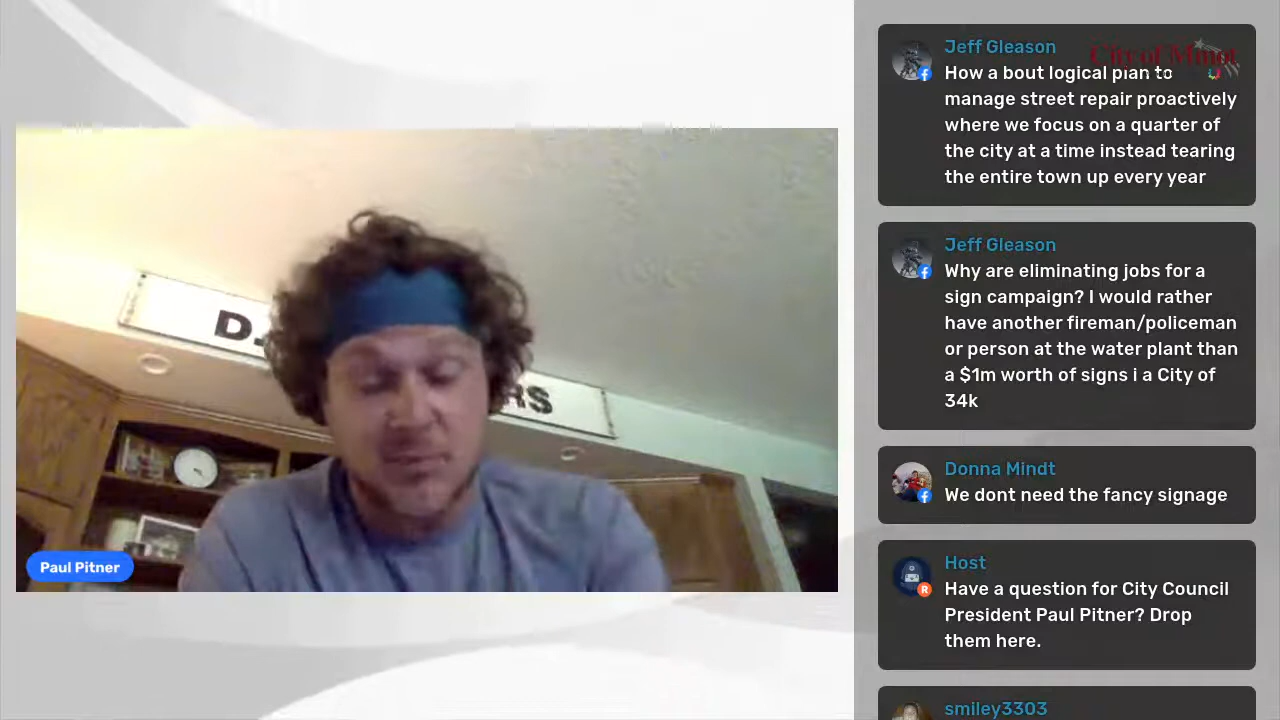 D.
RS
Paul Pitner
City of Minot
Jeff Gleason
How a bout logical plan to
manage street repair proactively
where we focus on a quarter of
the city at a time instead tearing
the entire town up every year
Jeff Gleason
Why are eliminating jobs for a
sign campaign? I would rather
have another fireman/policeman
or person at the water plant than
a $1m worth of signs i a City of
34k
Donna Mindt
We dont need the fancy signage
Host
Have a question for City Council
President Paul Pitner? Drop
them here.
smiley3303